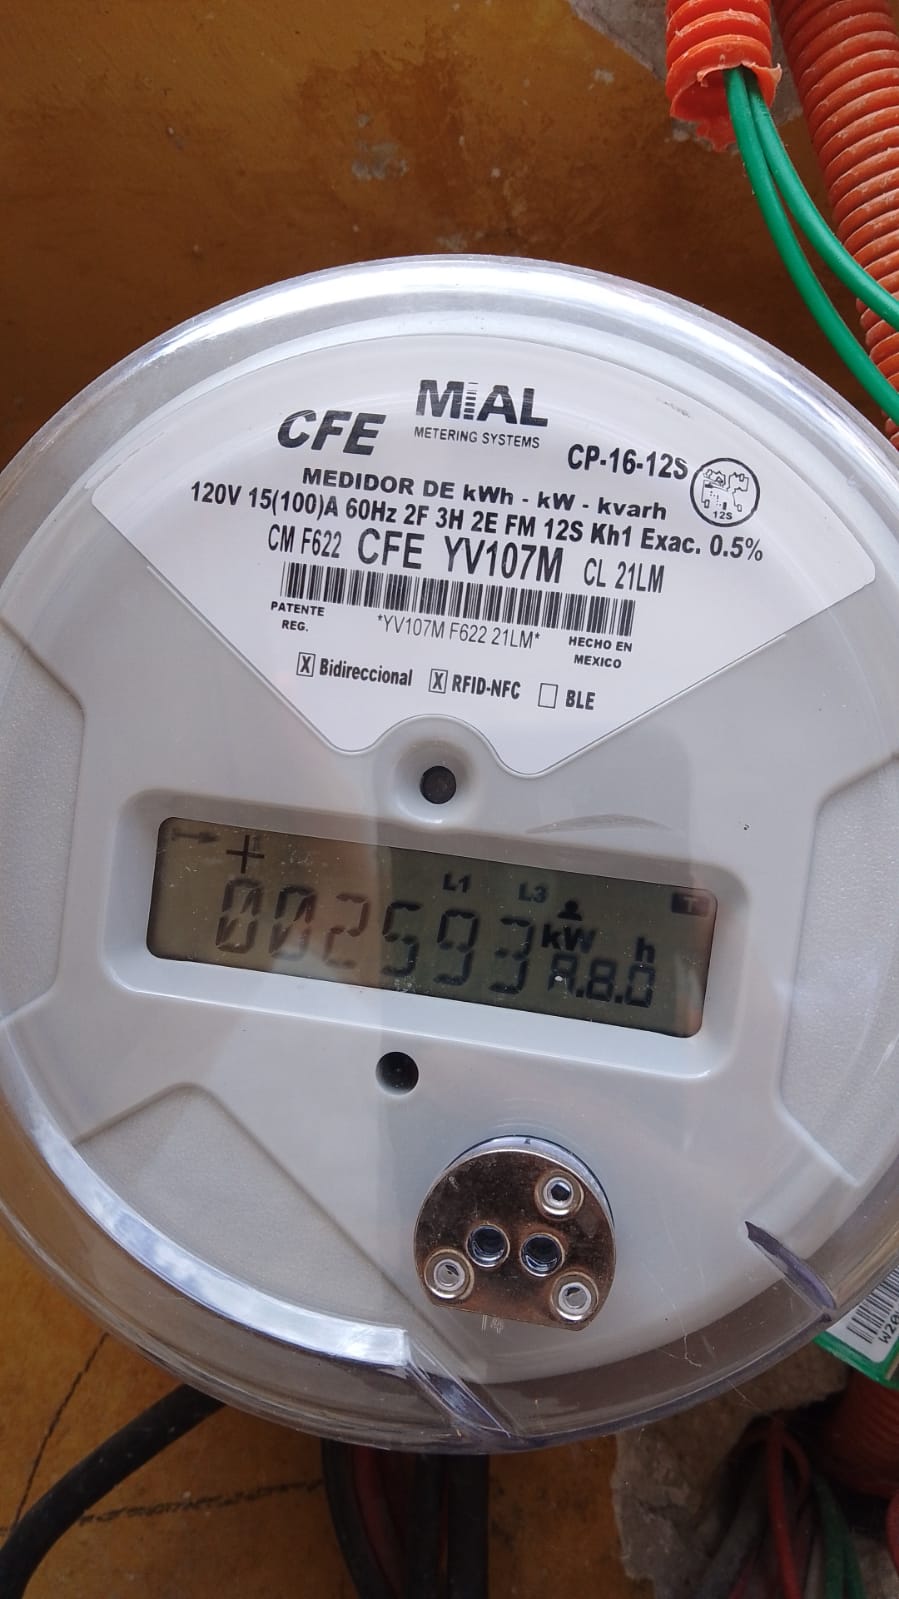 CFE
MIAL
METERING SYSTEMS
CP-16-12S
12S
MEDIDOR DE kWh - kW - kvarh
120V 15(100)A 60Hz 2F 3H 2E FM 12S Kh1 Exac. 0.5%
CM F622 CFE YV107M CL 21LM
PATENTE REG.
*YV107M F622 21LM*
HECHO EN MEXICO
X Bidireccional X RFID-NFC BLE
+
L1 L3 T
002593 kW h
A.8.0